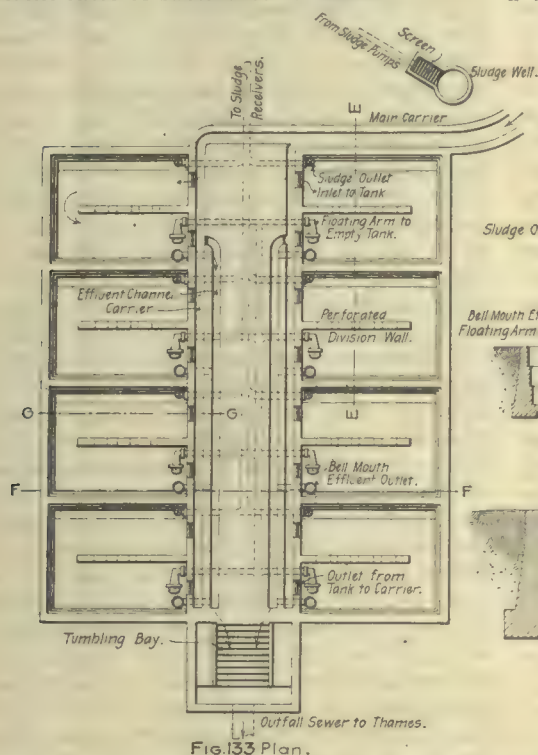 From Sludge Pumps
Screen
Sludge Well.
To Sludge
Receivers.
Main Carrier
E
Sludge Outlet
Inlet to Tank
Floating Arm to
Empty Tank.
Sludge O
Effluent Channel
Carrier
Perforated
Division Wall.
Bell Mouth Ef
Floating Arm
E
G
G
Bell Mouth
Effluent Outlet.
F
F
Outlet from
Tank to Carrier.
Tumbling Bay.
Outfall Sewer to Thames.
FIG.133 Plan.